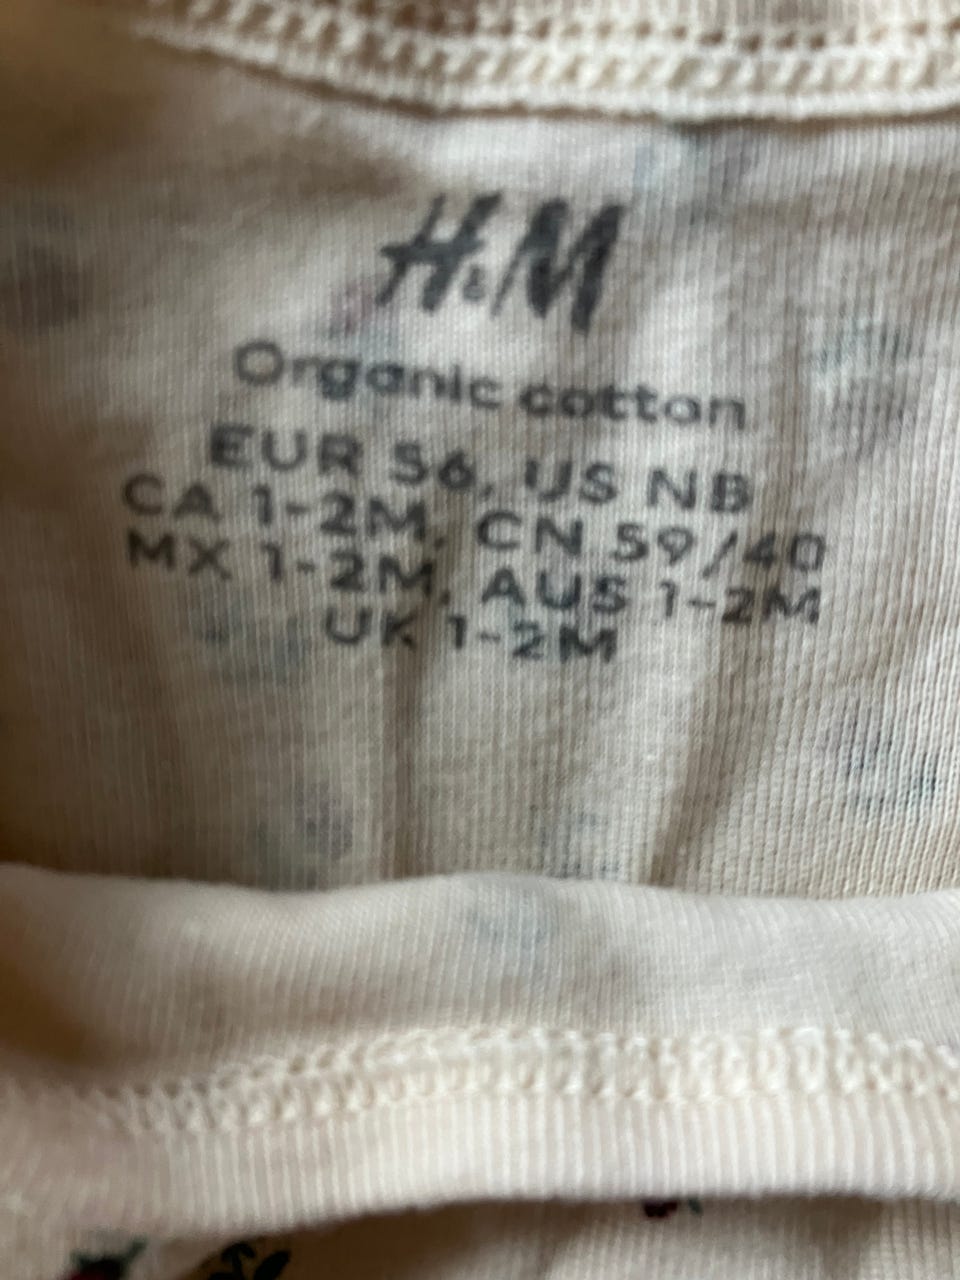 H&M
Organic cotton
EUR 56, US NB
CA 1-2M, CN 59/40
MX 1-2M, AUS 1-2M
UK 1-2M